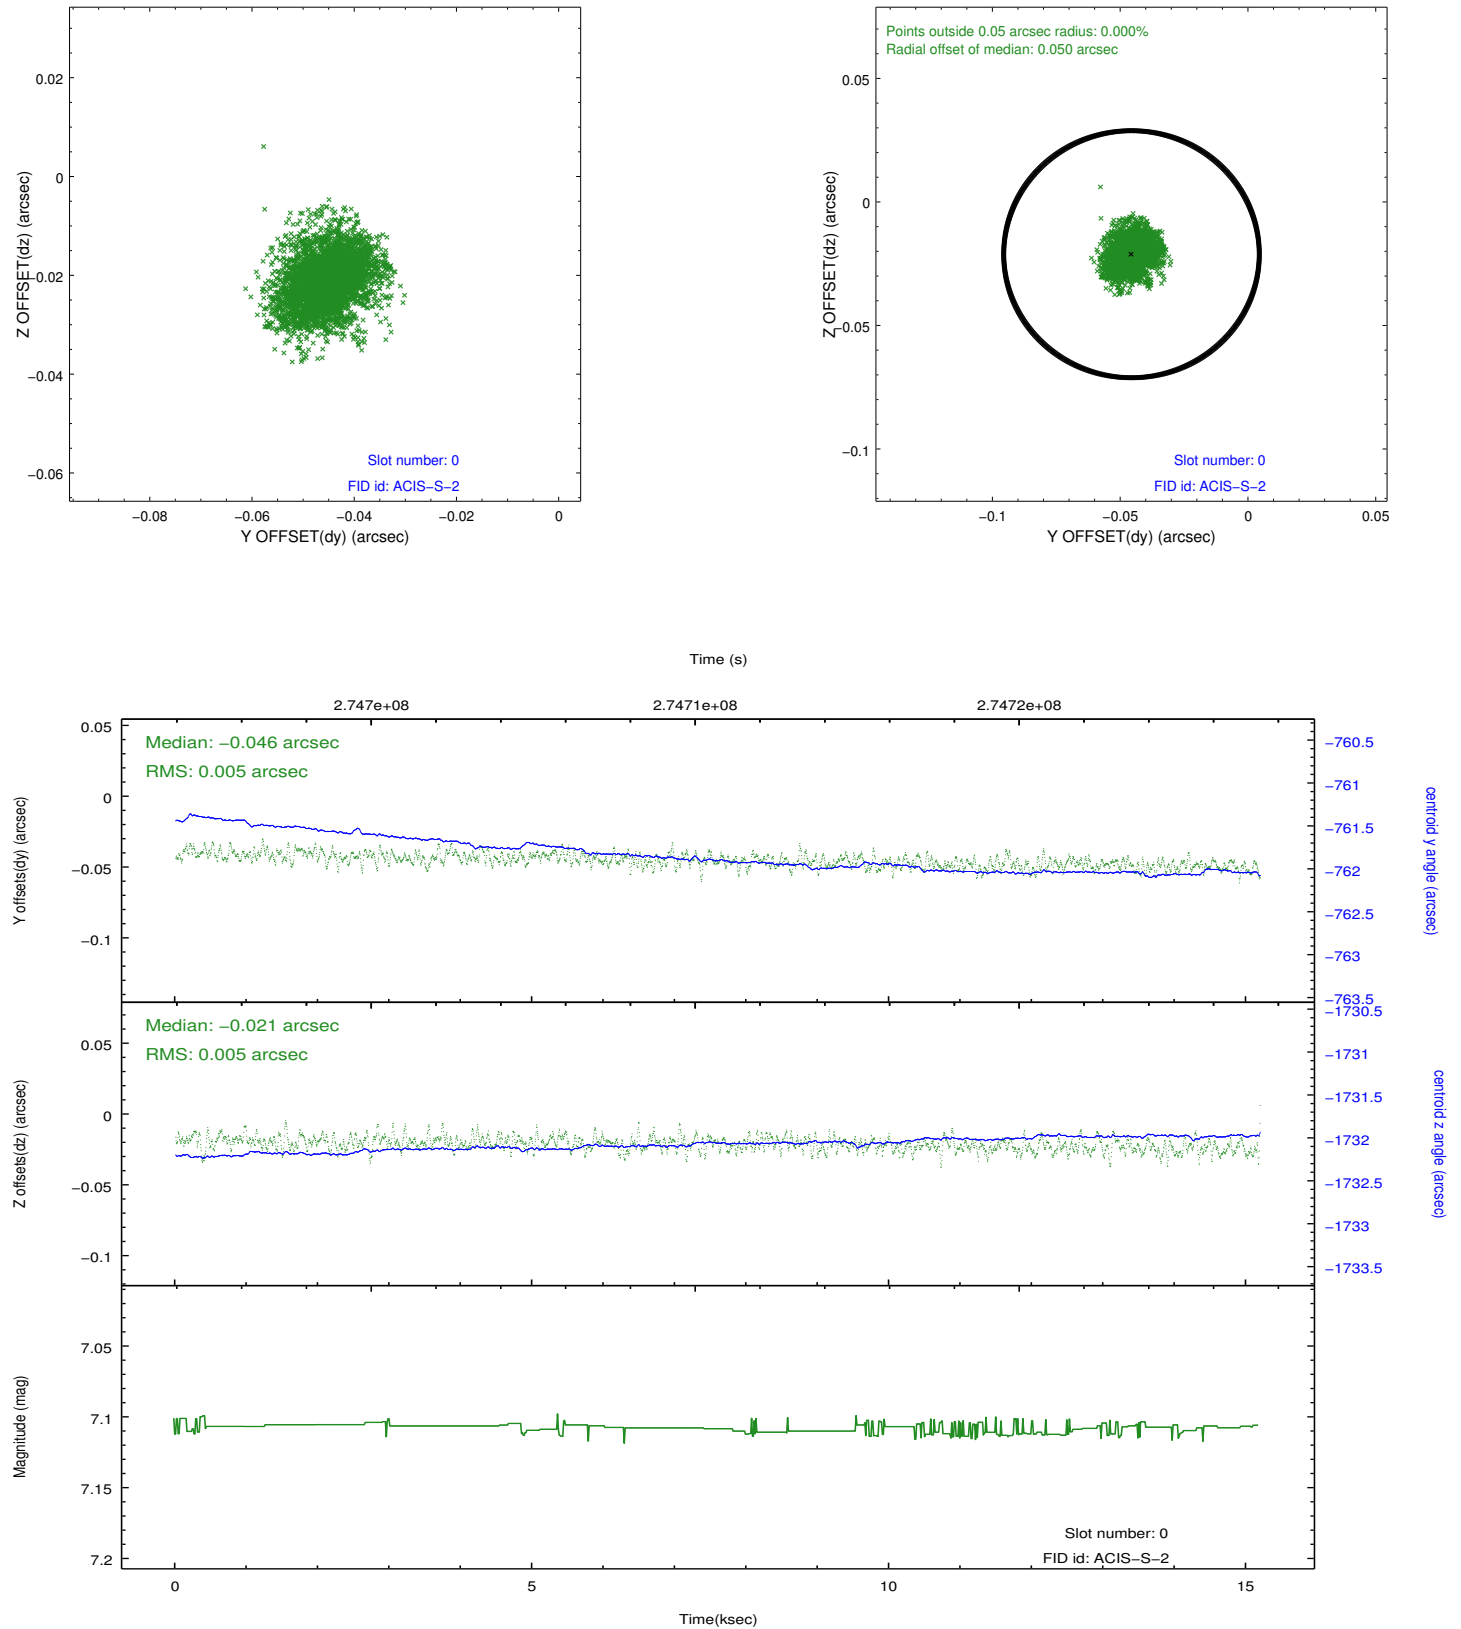 0.02
0
−0.02
−0.04
−0.06
Z OFFSET(dz) (arcsec)
Slot number: 0
FID id: ACIS−S−2
−0.08
−0.06
−0.04
−0.02
0
Y OFFSET(dy) (arcsec)
Points outside 0.05 arcsec radius: 0.000%
Radial offset of median: 0.050 arcsec
0.05
0
−0.05
−0.1
Z OFFSET(dz) (arcsec)
Slot number: 0
FID id: ACIS−S−2
−0.1
−0.05
0
0.05
Y OFFSET(dy) (arcsec)
Time (s)
2.747e+08
2.7471e+08
2.7472e+08
Median: −0.046 arcsec
RMS: 0.005 arcsec
0.05
0
−0.05
−0.1
Y offsets(dy) (arcsec)
−760.5
−761
−761.5
−762
−762.5
−763
−763.5
centroid y angle (arcsec)
Median: −0.021 arcsec
RMS: 0.005 arcsec
0.05
0
−0.05
−0.1
Z offsets(dz) (arcsec)
−1730.5
−1731
−1731.5
−1732
−1732.5
−1733
−1733.5
centroid z angle (arcsec)
7.05
7.1
7.15
7.2
Magnitude (mag)
Slot number: 0
FID id: ACIS−S−2
0
5
10
15
Time(ksec)